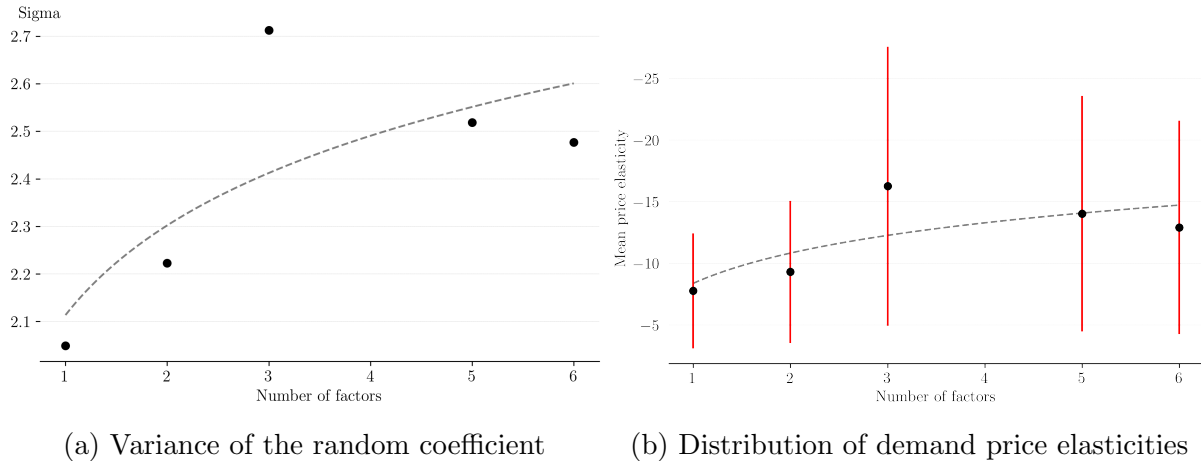 Sigma
2.7
2.6
2.5
2.4
2.3
2.2
2.1
1 2 3 4 5 6
Number of factors
(a) Variance of the random coefficient
Mean price elasticity
−25
−20
−15
−10
−5
1 2 3 4 5 6
Number of factors
(b) Distribution of demand price elasticities